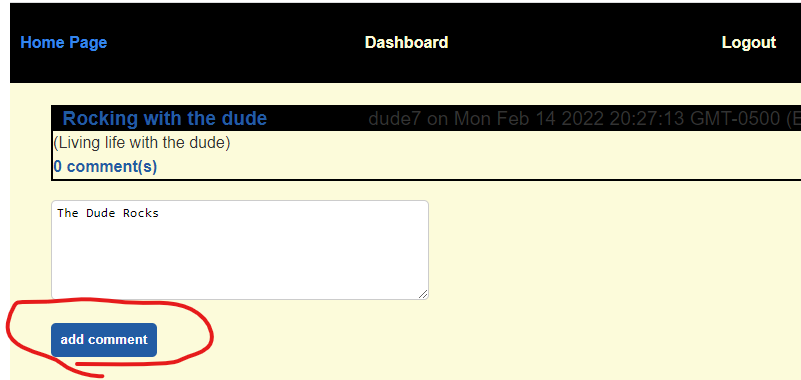 Home Page Dashboard Logout
Rocking with the dude dude7 on Mon Feb 14 2022 20:27:13 GMT-0500 (E
(Living life with the dude)
0 comment(s)
The Dude Rocks
add comment